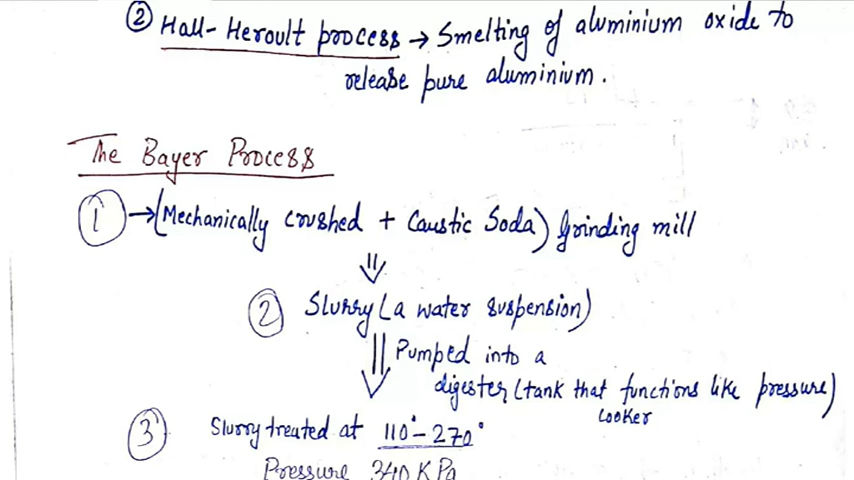 ② Hall-Heroult process → Smelting of aluminium oxide to
release pure aluminium.
The Bayer Process
① → (Mechanically crushed + Caustic Soda) Grinding mill
⇓
② Slurry (a water suspension)
⇓ Pumped into a
digester (tank that functions like pressure)
cooker
③ Slurry treated at 110° - 270°
Pressure 340 KPa